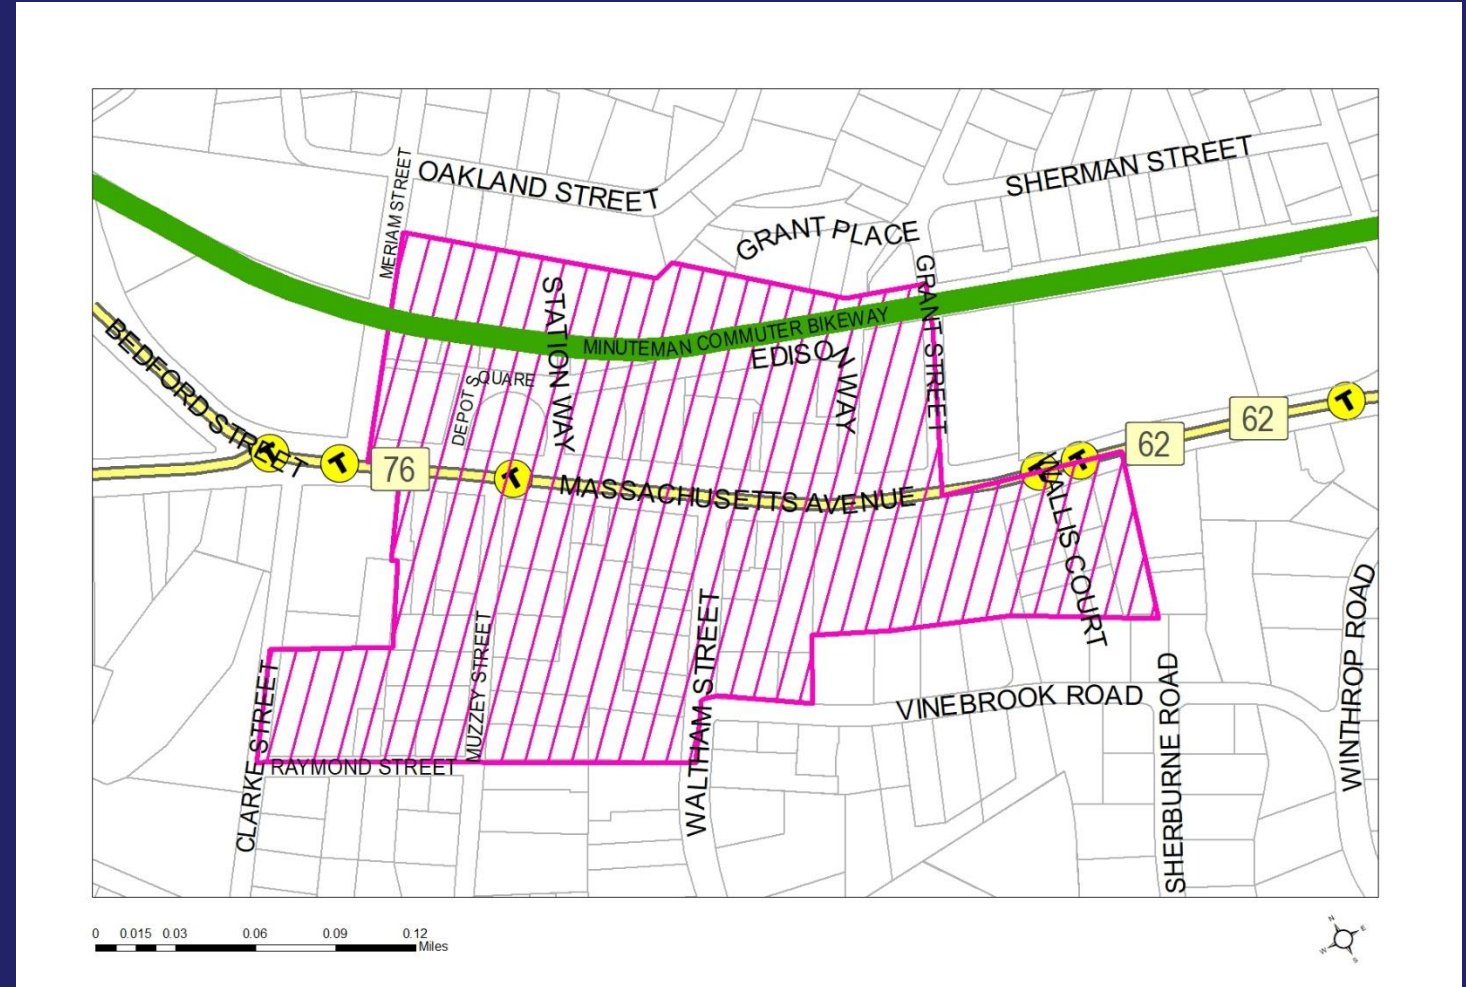 MERIAM STREET
OAKLAND STREET
SHERMAN STREET
GRANT PLACE
GRANT STREET
STATION WAY
MINUTEMAN COMMUTER BIKEWAY
EDISON WAY
DEPOT SQUARE
BEDFORD STREET
T
T
T
T
T
T
76
62
62
MASSACHUSETTS AVENUE
WALLIS COURT
WINTHROP ROAD
WALTHAM STREET
MUZZEY STREET
CLARKE STREET
RAYMOND STREET
VINEBROOK ROAD
SHERBURNE ROAD
0 0.015 0.03 0.06 0.09 0.12
Miles
N
E
W
S